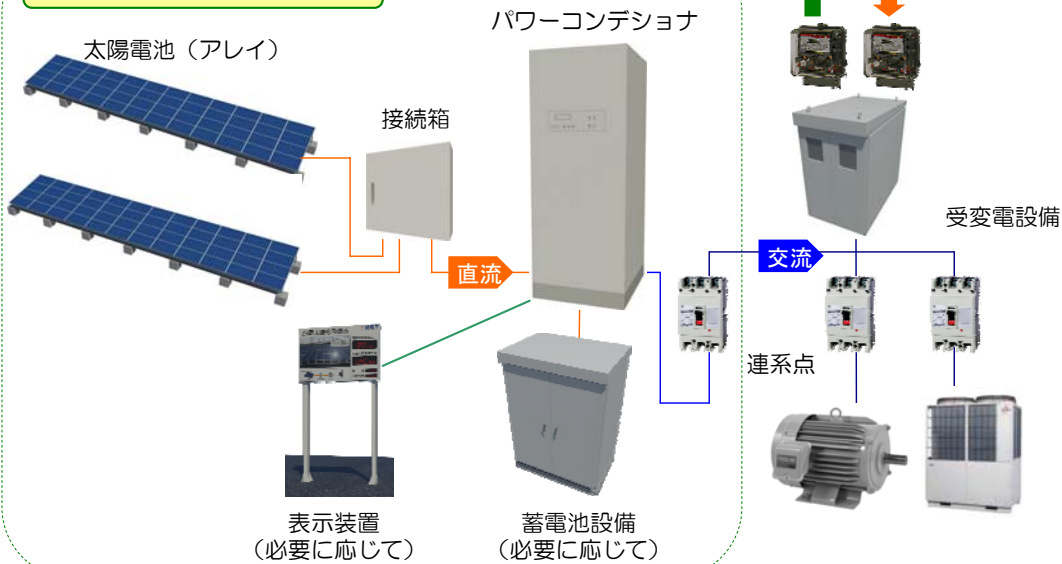 パワーコンデショナ
太陽電池（アレイ）
接続箱
受変電設備
交流
直流
連系点
表示装置
（必要に応じて）
蓄電池設備
（必要に応じて）